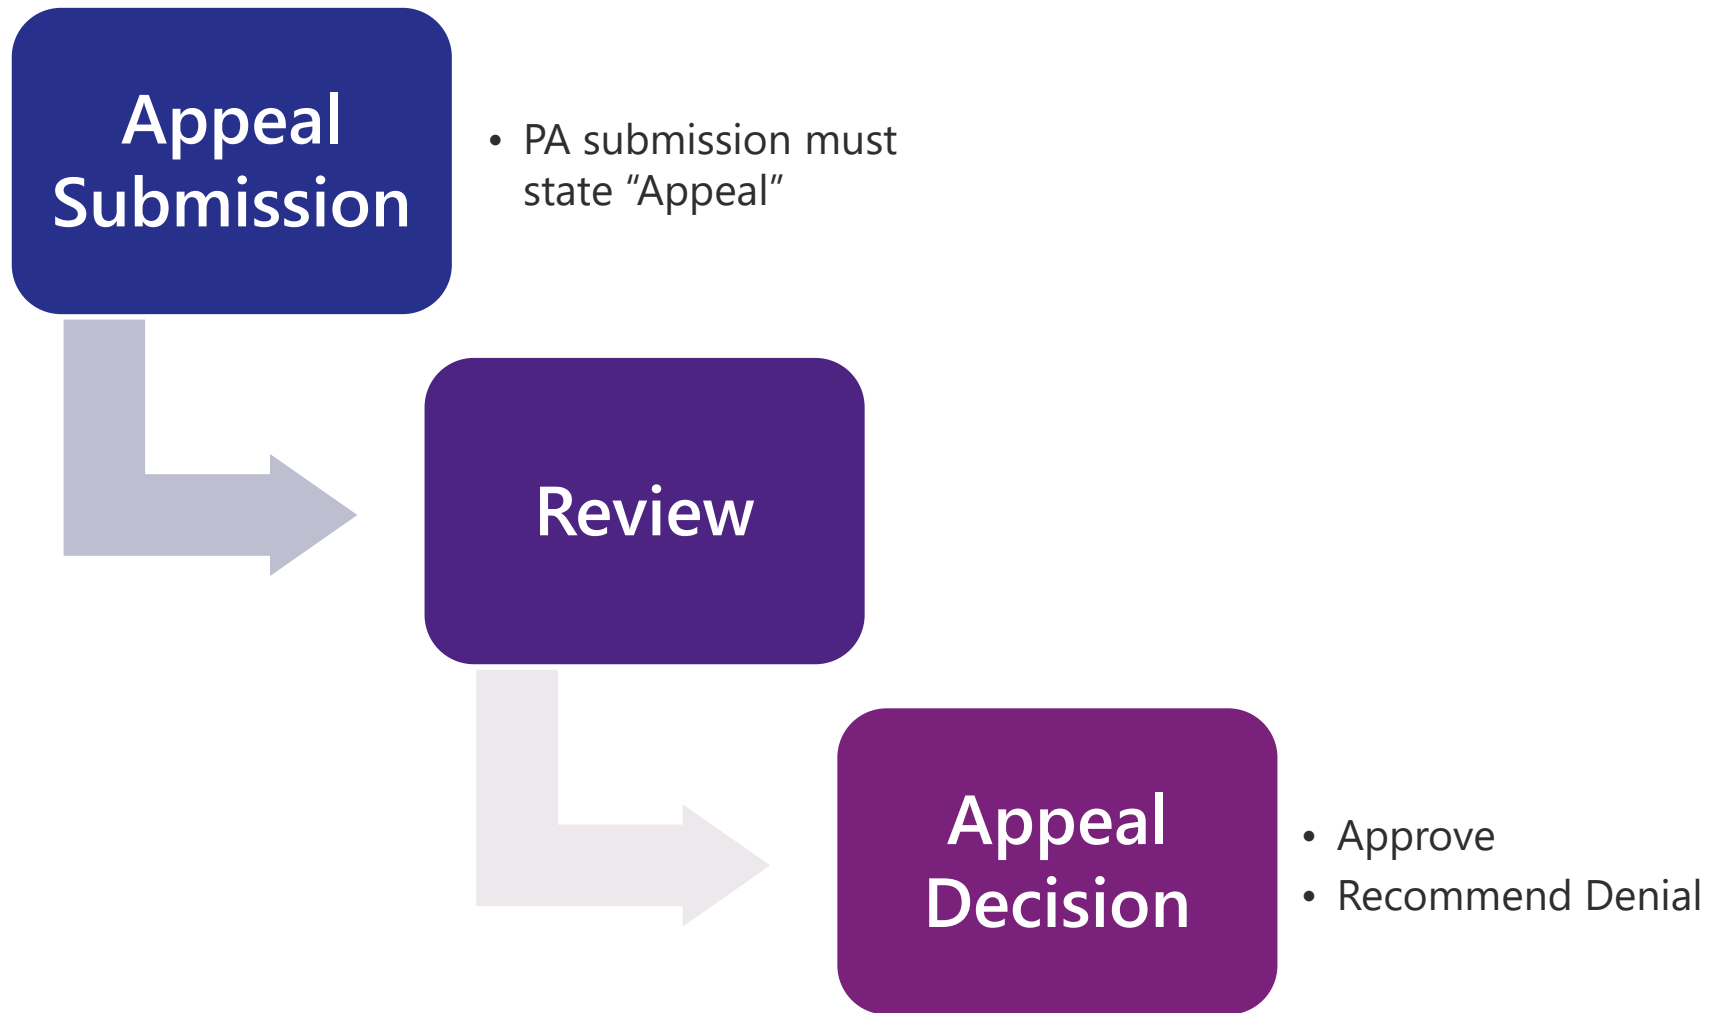 Appeal
Submission
• PA submission must
state “Appeal”
Review
Appeal
Decision
• Approve
• Recommend Denial